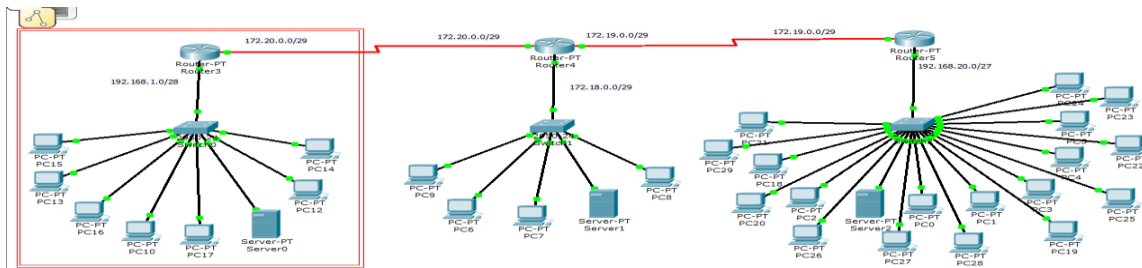 172.20.0.0/29
172.20.0.0/29
172.19.0.0/29
172.19.0.0/29
Router-PT
Router3
Router-PT
Router4
Router-PT
Router5
192.168.1.0/28
172.18.0.0/29
192.168.20.0/27
Switch0
Switch1
PC-PT
PC15
PC-PT
PC13
PC-PT
PC16
PC-PT
PC10
PC-PT
PC17
Server-PT
Server0
PC-PT
PC12
PC-PT
PC14
PC-PT
PC9
PC-PT
PC6
PC-PT
PC7
Server-PT
Server1
PC-PT
PC8
PC-PT
PC-PT
PC29
PC-PT
PC18
PC-PT
PC20
PC-PT
PC2
PC-PT
PC26
Server-PT
Server2
PC-PT
PC27
PC-PT
PC0
PC-PT
PC28
PC-PT
PC1
PC-PT
PC19
PC-PT
PC3
PC-PT
PC25
PC-PT
PC4
PC-PT
PC22
PC-PT
PC-PT
PC23
PC-PT
PC24